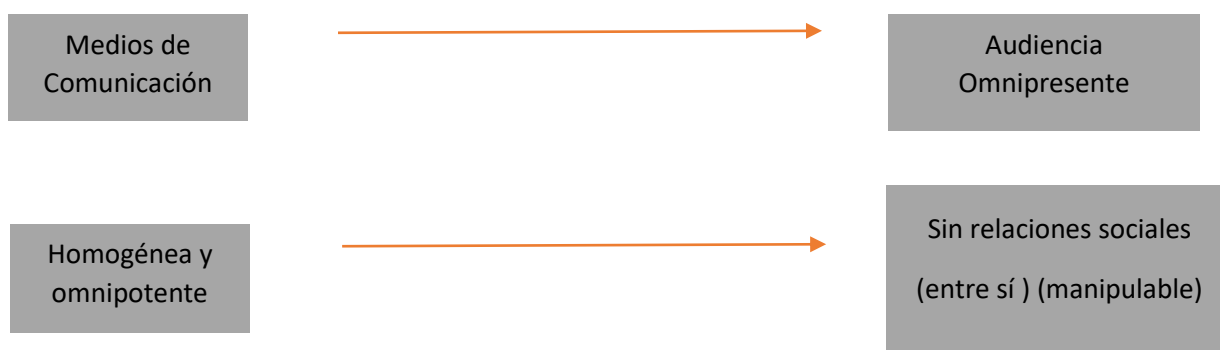 Medios de
Comunicación
Audiencia
Omnipresente
Homogénea y
omnipotente
Sin relaciones sociales
(entre sí ) (manipulable)